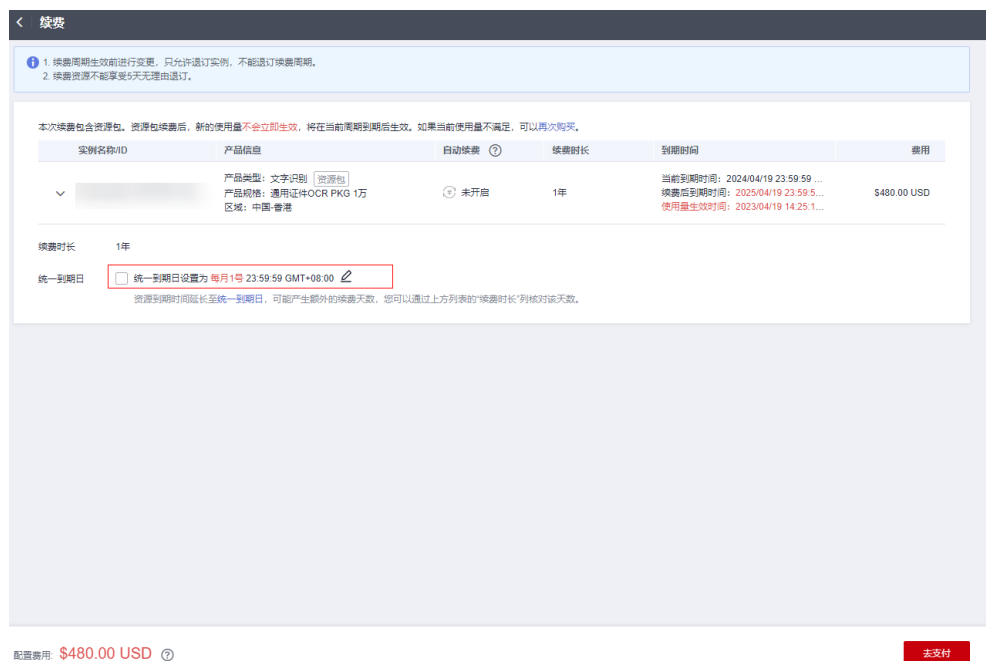 续费
1. 续费周期生效前进行变更，只允许退订实例，不能退订续费周期。
2. 续费资源不能享受5天无理由退订。
本次续费包含资源包。资源包续费后，新的使用量不会立即生效，将在当前周期到期后生效。如果当前使用量不满足，可以再次购买。
实例名称/ID 产品信息 自动续费 续费时长 到期时间 费用
产品类型：文字识别 资源包
产品规格：通用证件OCR PKG 1万
区域：中国-香港
未开启
1年
当前到期时间：2024/04/19 23:59:59 ...
续费后到期时间：2025/04/19 23:59:5...
使用量生效时间：2023/04/19 14:25:1...
$480.00 USD
续费时长 1年
统一到期日 统一到期日设置为 每月1号 23:59:59 GMT+08:00
资源到期时间延长至统一到期日，可能产生额外的续费天数，您可以通过上方列表的“续费时长”列核对该天数。
配置费用: $480.00 USD
去支付